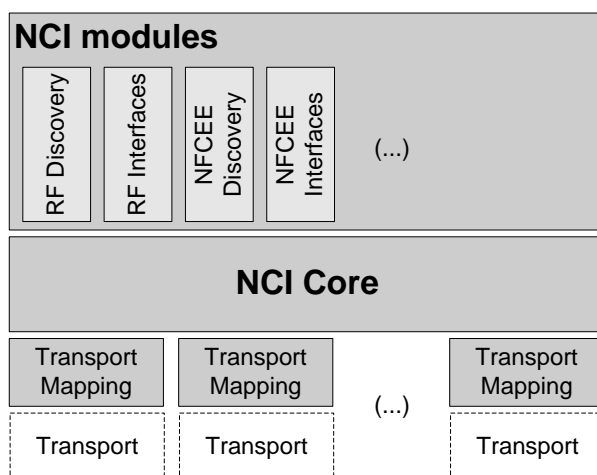 NCI modules
RF Discovery
RF Interfaces
NFCEE
Discovery
NFCEE
Interfaces
(...)
NCI Core
Transport
Mapping
Transport
Mapping
(...)
Transport
Mapping
Transport
Transport
Transport